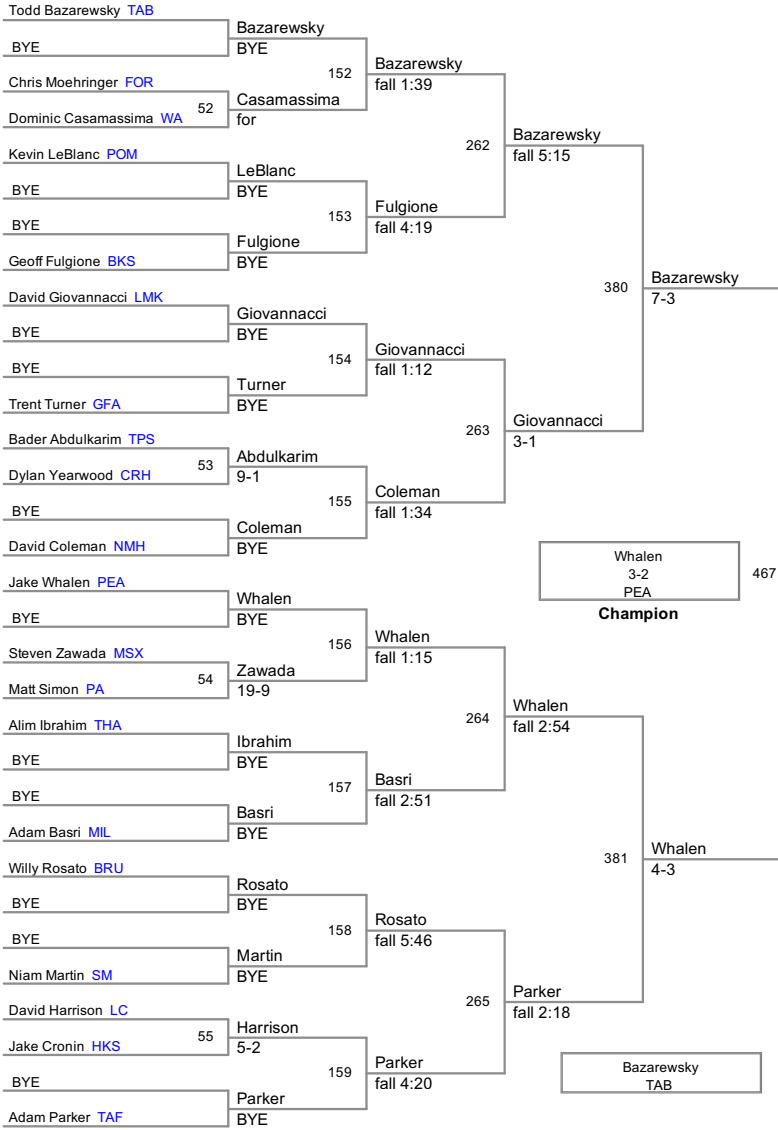 Todd Bazarewsky TAB
Bazarewsky
BYE
BYE
152
Bazarewsky
fall 1:39
Chris Moehringer FOR
52
Casamassima
for
Dominic Casamassima WA
262
Bazarewsky
fall 5:15
Kevin LeBlanc POM
LeBlanc
BYE
BYE
153
Fulgione
fall 4:19
BYE
Fulgione
BYE
Geoff Fulgione BKS
380
Bazarewsky
7-3
David Giovannacci LMK
Giovannacci
BYE
BYE
154
Giovannacci
fall 1:12
BYE
Turner
BYE
Trent Turner GFA
263
Giovannacci
3-1
Bader Abdulkarim TPS
53
Abdulkarim
9-1
Dylan Yearwood CRH
155
Coleman
fall 1:34
BYE
Coleman
BYE
David Coleman NMH
Whalen
3-2
PEA
467
Champion
Jake Whalen PEA
Whalen
BYE
BYE
156
Whalen
fall 1:15
Steven Zawada MSX
54
Zawada
19-9
Matt Simon PA
264
Whalen
fall 2:54
Alim Ibrahim THA
Ibrahim
BYE
BYE
157
Basri
fall 2:51
BYE
Basri
BYE
Adam Basri MIL
381
Whalen
4-3
Willy Rosato BRU
Rosato
BYE
BYE
158
Rosato
fall 5:46
BYE
Martin
BYE
Niam Martin SM
265
Parker
fall 2:18
David Harrison LC
55
Harrison
5-2
Jake Cronin HKS
159
Parker
fall 4:20
BYE
Parker
BYE
Adam Parker TAF
Bazarewsky
TAB